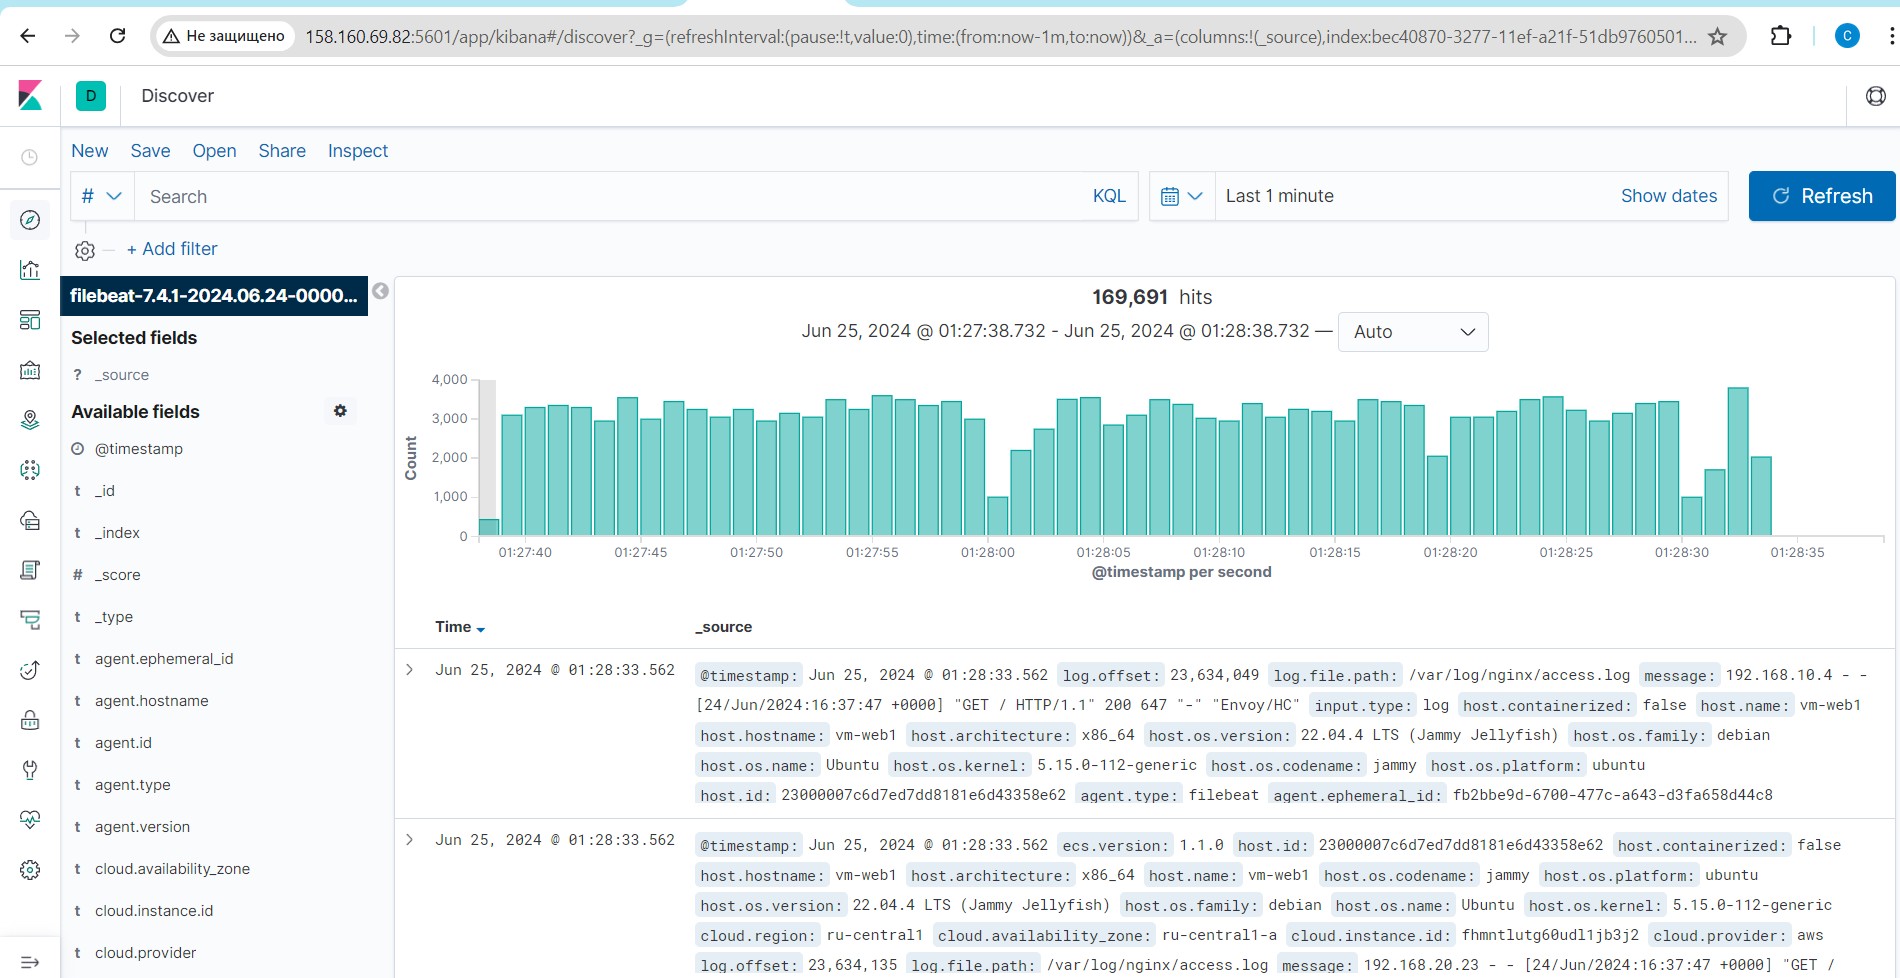 Не защищено 158.160.69.82:5601/app/kibana#/discover?_g=(refreshInterval:(pause:!t,value:0),time:(from:now-1m,to:now))&_a=(columns:!(_source),index:bec40870-3277-11ef-a21f-51db9760501... C
D Discover
New Save Open Share Inspect
# Search KQL Last 1 minute Show dates Refresh
+ Add filter
filebeat-7.4.1-2024.06.24-0000...
Selected fields
? _source
Available fields
@timestamp
t _id
t _index
# _score
t _type
t agent.ephemeral_id
t agent.hostname
t agent.id
t agent.type
t agent.version
t cloud.availability_zone
t cloud.instance.id
t cloud.provider
169,691 hits
Jun 25, 2024 @ 01:27:38.732 - Jun 25, 2024 @ 01:28:38.732 — Auto
4,000
3,000
2,000
1,000
0
Count
01:27:40 01:27:45 01:27:50 01:27:55 01:28:00 01:28:05 01:28:10 01:28:15 01:28:20 01:28:25 01:28:30 01:28:35
@timestamp per second
Time _source
Jun 25, 2024 @ 01:28:33.562 @timestamp: Jun 25, 2024 @ 01:28:33.562 log.offset: 23,634,049 log.file.path: /var/log/nginx/access.log message: 192.168.10.4 - -
[24/Jun/2024:16:37:47 +0000] "GET / HTTP/1.1" 200 647 "-" "Envoy/HC" input.type: log host.containerized: false host.name: vm-web1
host.hostname: vm-web1 host.architecture: x86_64 host.os.version: 22.04.4 LTS (Jammy Jellyfish) host.os.family: debian
host.os.name: Ubuntu host.os.kernel: 5.15.0-112-generic host.os.codename: jammy host.os.platform: ubuntu
host.id: 23000007c6d7ed7dd8181e6d43358e62 agent.type: filebeat agent.ephemeral_id: fb2bbe9d-6700-477c-a643-d3fa658d44c8
Jun 25, 2024 @ 01:28:33.562 @timestamp: Jun 25, 2024 @ 01:28:33.562 ecs.version: 1.1.0 host.id: 23000007c6d7ed7dd8181e6d43358e62 host.containerized: false
host.hostname: vm-web1 host.architecture: x86_64 host.name: vm-web1 host.os.codename: jammy host.os.platform: ubuntu
host.os.version: 22.04.4 LTS (Jammy Jellyfish) host.os.family: debian host.os.name: Ubuntu host.os.kernel: 5.15.0-112-generic
cloud.region: ru-central1 cloud.availability_zone: ru-central1-a cloud.instance.id: fhmntlutg60udl1jb3j2 cloud.provider: aws
log.offset: 23,634,135 log.file.path: /var/log/nginx/access.log message: 192.168.20.23 - - [24/Jun/2024:16:37:47 +0000] "GET /